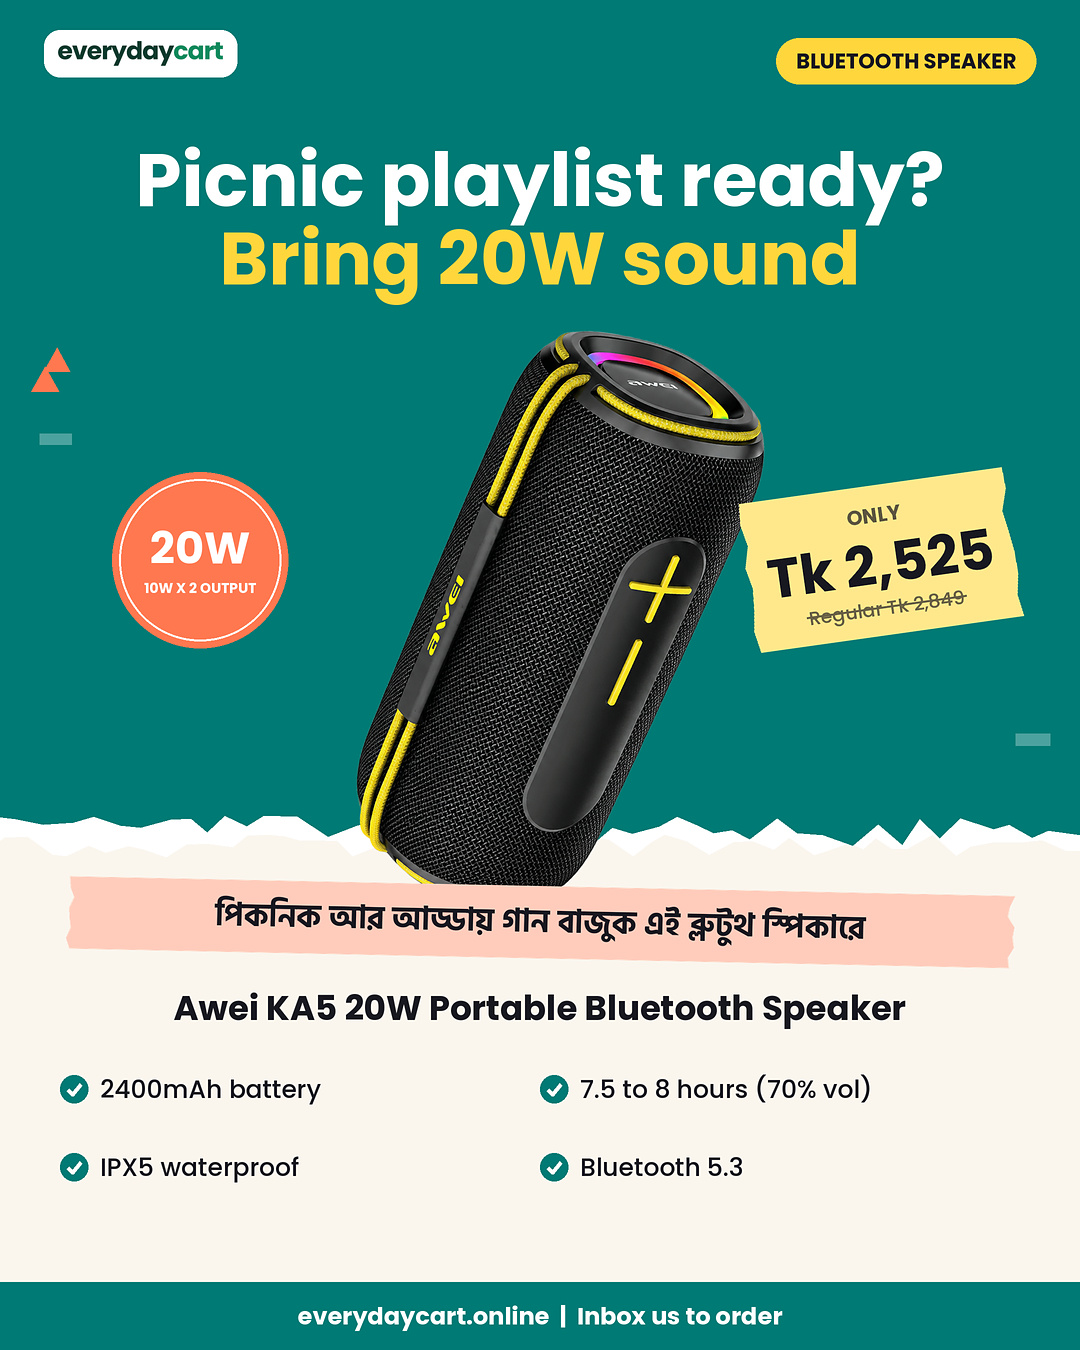 everydaycart
BLUETOOTH SPEAKER
Picnic playlist ready?
Bring 20W sound
awei
20W
10W X 2 OUTPUT
awei
ONLY
Tk 2,525
Regular Tk 2,849
পিকনিক আর আড্ডায় গান বাজুক এই ব্লুটুথ স্পিকারে
Awei KA5 20W Portable Bluetooth Speaker
2400mAh battery
7.5 to 8 hours (70% vol)
IPX5 waterproof
Bluetooth 5.3
everydaycart.online | Inbox us to order